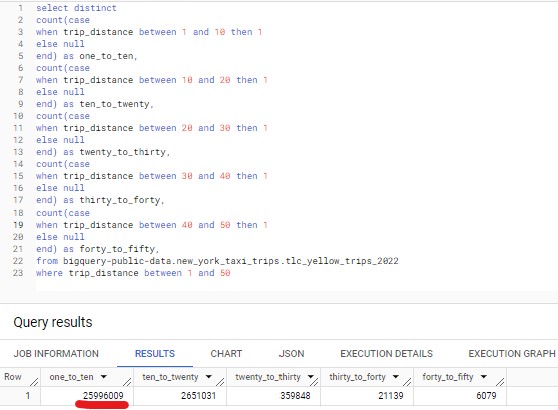 1 select distinct
2 count(case
3 when trip_distance between 1 and 10 then 1
4 else null
5 end) as one_to_ten,
6 count(case
7 when trip_distance between 10 and 20 then 1
8 else null
9 end) as ten_to_twenty,
10 count(case
11 when trip_distance between 20 and 30 then 1
12 else null
13 end) as twenty_to_thirty,
14 count(case
15 when trip_distance between 30 and 40 then 1
16 else null
17 end) as thirty_to_forty,
18 count(case
19 when trip_distance between 40 and 50 then 1
20 else null
21 end) as forty_to_fifty,
22 from bigquery-public-data.new_york_taxi_trips.tlc_yellow_trips_2022
23 where trip_distance between 1 and 50
Query results
JOB INFORMATION RESULTS CHART JSON EXECUTION DETAILS EXECUTION GRAPH
Row one_to_ten ten_to_twenty twenty_to_thirty thirty_to_forty forty_to_fifty
1 25996009 2651031 359848 21139 6079